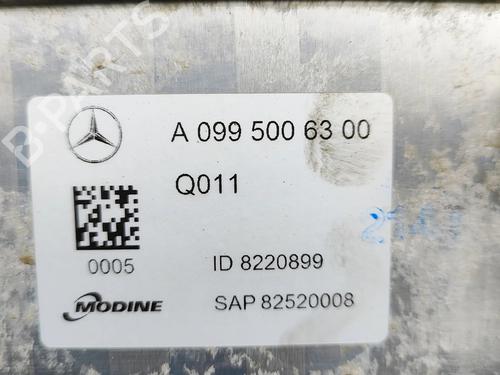 B-PARTS
A 099 500 63 00
Q011
0005
ID 8220899
MODINE
SAP 82520008